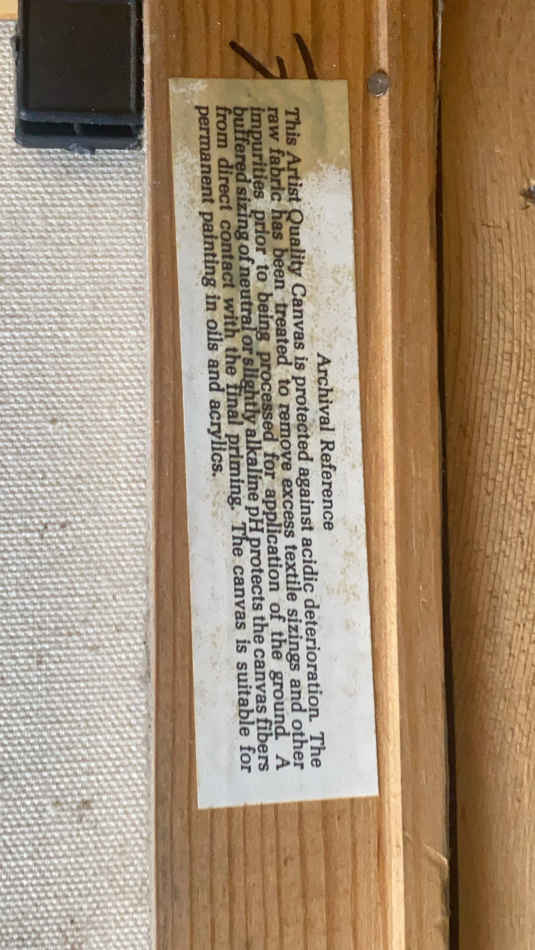 Archival Reference
This Artist Quality Canvas is protected against acidic deterioration. The
raw fabric has been treated to remove excess textile sizings and other
impurities prior to being processed for application of the ground. A
buffered sizing of neutral or slightly alkaline pH protects the canvas fibers
from direct contact with the final priming. The canvas is suitable for
permanent painting in oils and acrylics.